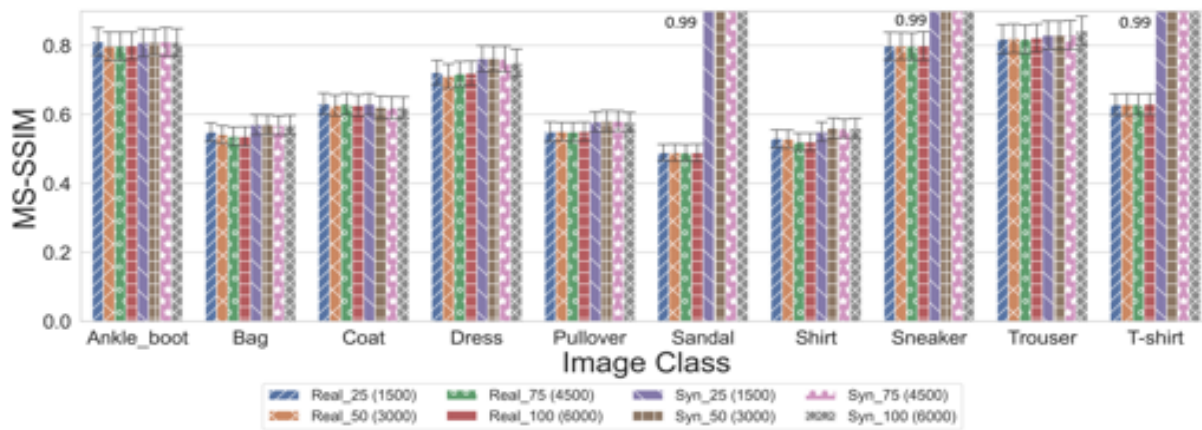 MS-SSIM
0.8
0.6
0.4
0.2
0.0
0.99
0.99
0.99
Ankle_boot Bag Coat Dress Pullover Sandal Shirt Sneaker Trouser T-shirt
Image Class
Real_25 (1500) Real_75 (4500) Syn_25 (1500) Syn_75 (4500)
Real_50 (3000) Real_100 (6000) Syn_50 (3000) Syn_100 (6000)